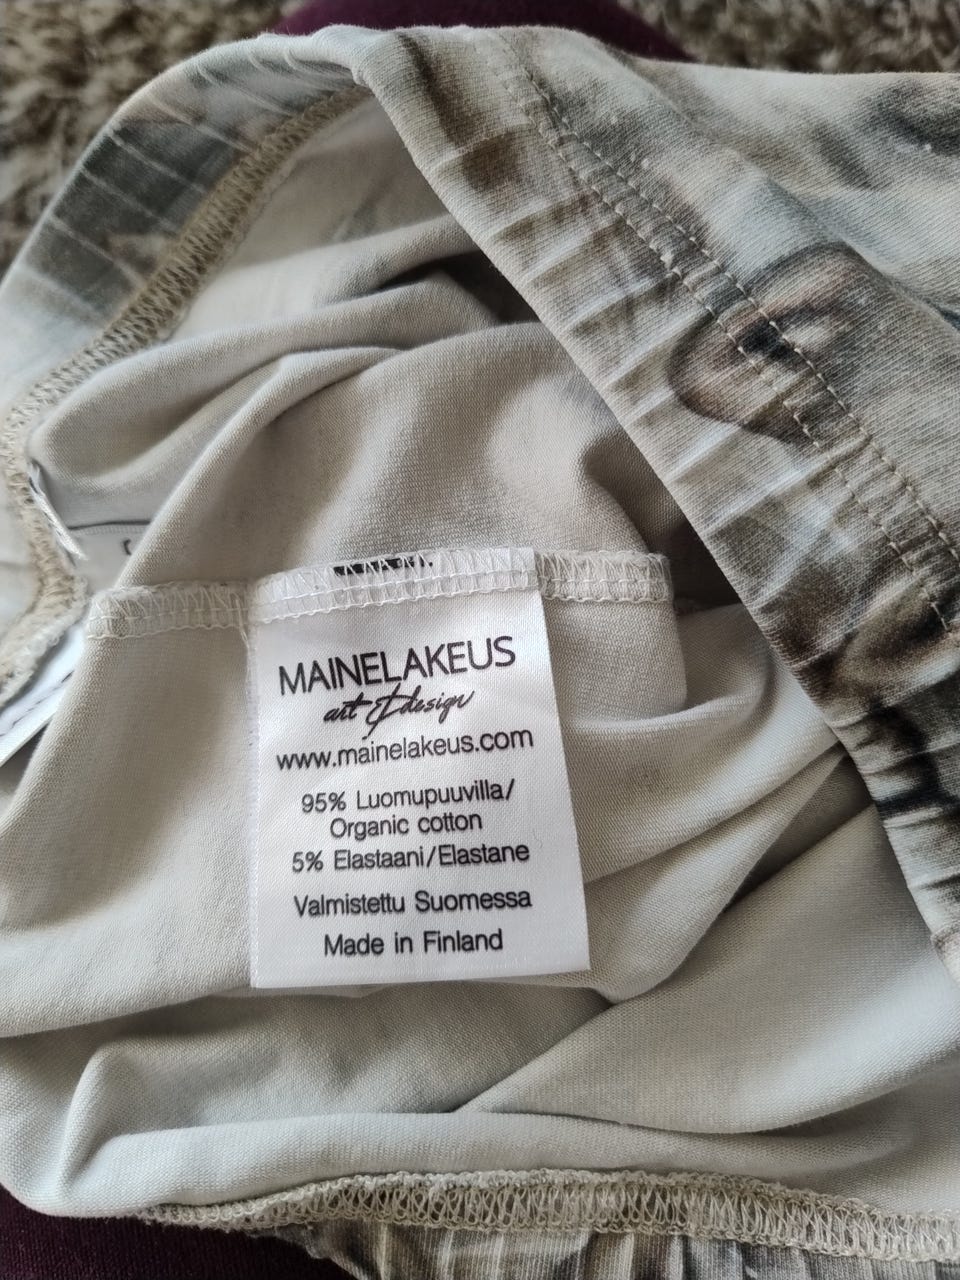 MAINELAKEUS
art & design
www.mainelakeus.com
95% Luomupuuvilla/
Organic cotton
5% Elastaani/Elastane
Valmistettu Suomessa
Made in Finland